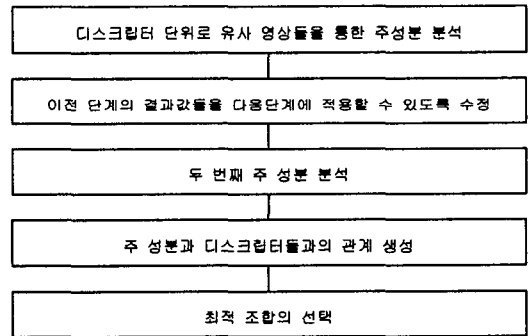 디스크립터 단위로 유사 영상들을 통한 주성분 분석
이전 단계의 결과값들을 다음단계에 적용할 수 있도록 수정
두 번째 주 성분 분석
주 성분과 디스크립터들과의 관계 생성
최적 조합의 선택